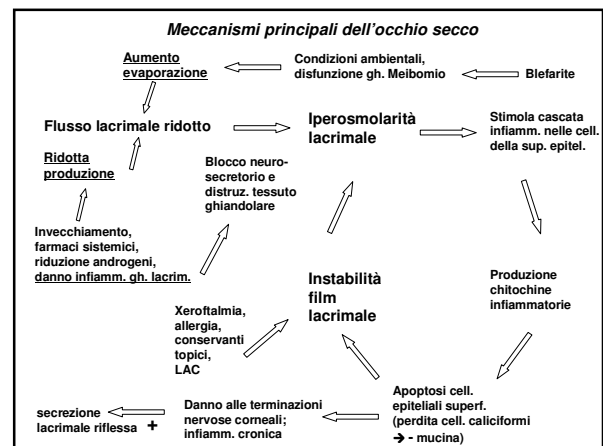 Meccanismi principali dell'occhio secco
Aumento
evaporazione
Condizioni ambientali,
disfunzione gh. Meibomio
Blefarite
Flusso lacrimale ridotto
Iperosmolarità
lacrimale
Stimola cascata
infiamm. nelle cell.
della sup. epitel.
Ridotta
produzione
Blocco neuro-
secretorio e
distruz. tessuto
ghiandolare
Invecchiamento,
farmaci sistemici,
riduzione androgeni,
danno infiamm. gh. lacrim.
Instabilità
film
lacrimale
Produzione
chitochine
infiammatorie
Xeroftalmia,
allergia,
conservanti
topici,
LAC
Apoptosi cell.
epiteliali superf.
(perdita cell. caliciformi
→ - mucina)
Danno alle terminazioni
nervose corneali;
infiamm. cronica
secrezione
lacrimale riflessa +